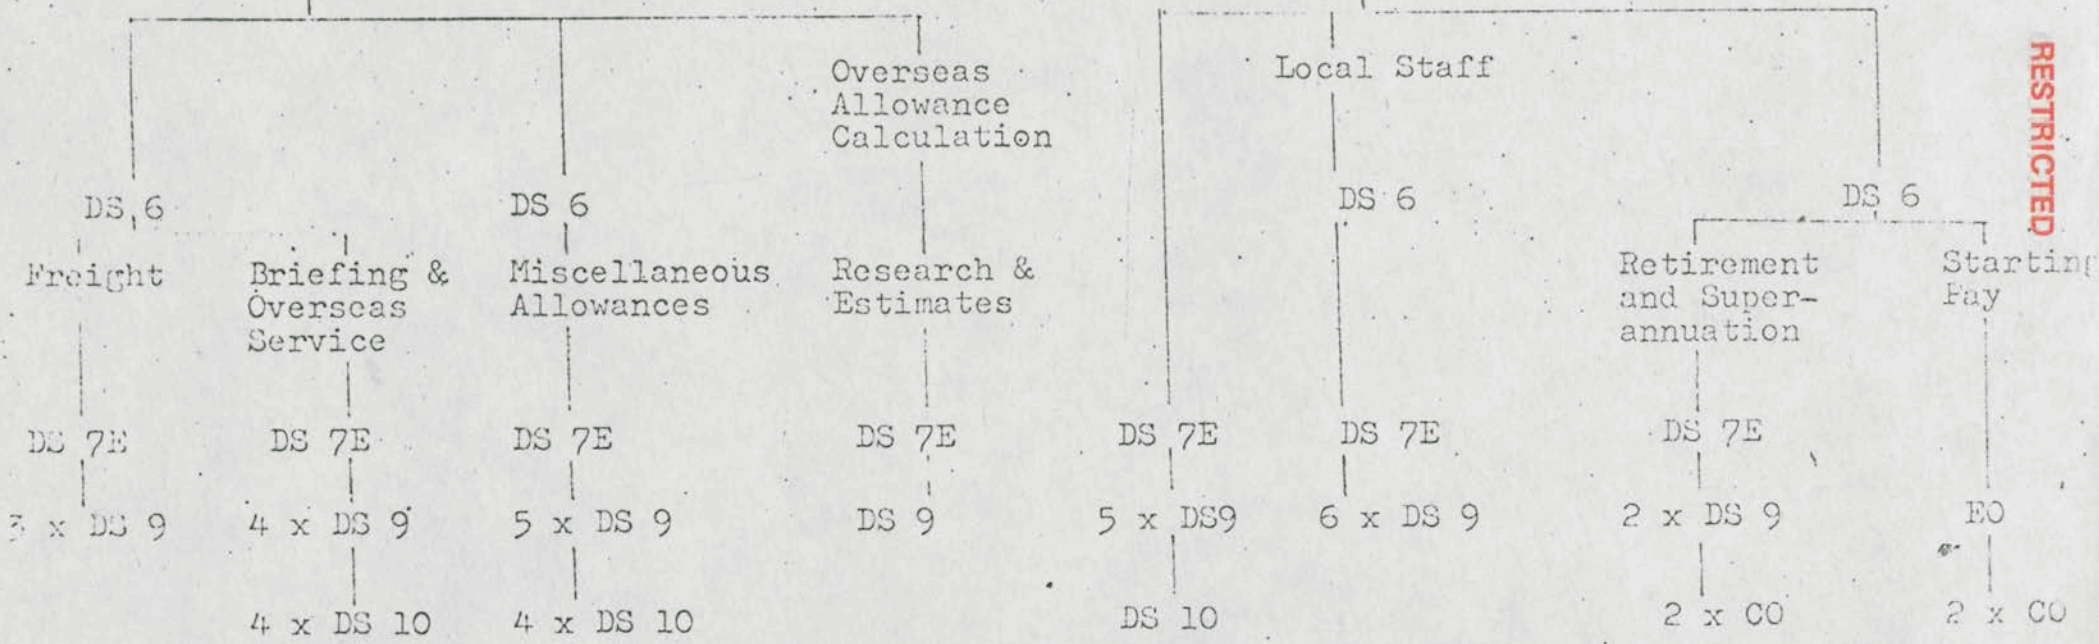 Overseas
Allowance
Calculation
Local Staff
RESTRICTED
DS 6
DS 6
DS 6
DS 6
Freight
Briefing &
Overseas
Service
Miscellaneous
Allowances
Research &
Estimates
Retirement
and Super-
annuation
Starting
Pay
DS 7E
DS 7E
DS 7E
DS 7E
DS 7E
DS 7E
DS 7E
x DS 9
4 x DS 9
5 x DS 9
DS 9
5 x DS9
6 x DS 9
2 x DS 9
EO
4 x DS 10
4 x DS 10
DS 10
2 x CO
2 x CO